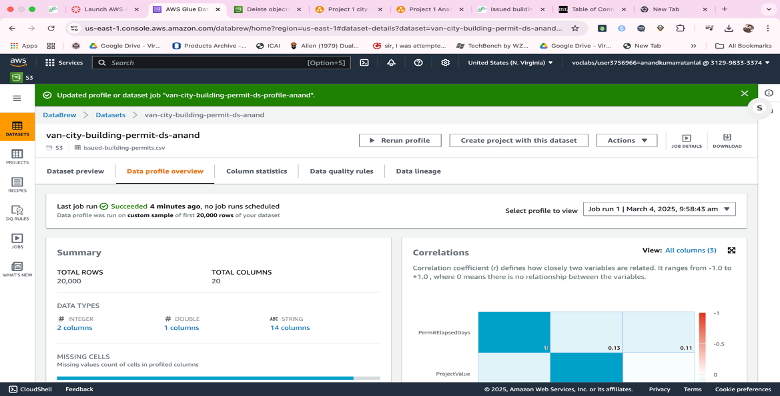 Launch AWS A
AWS Glue Dat
Delete object
Project 1 city
Project 1 Anan
Issued buildin
Table of Conte
New Tab
us-east-1.console.aws.amazon.com/databrew/home?region=us-east-1#dataset-details?dataset=van-city-building-permit-ds-anand...
Apps
Google Drive - Vir...
Product Archive -...
ICAI
Allen (1970) Dual...
sir, I was attempte...
TechBench by WZ...
Google Drive - Vir...
New Tab
All Bookmarks
aws
Services
Search
[Option+S]
United States (N. Virginia)
voclabs/user3756966=anandkumarratanlal @ 3129-9833-3374
S3
Updated profile or dataset job "van-city-building-permit-ds-profile-anand".
S
DataBrew > Datasets > van-city-building-permit-ds-anand
DATASETS
PROJECTS
RECIPES
DQ RULES
JOBS
WHAT'S NEW
van-city-building-permit-ds-anand
S3
issued-building-permits.csv
Rerun profile
Create project with this dataset
Actions
JOB DETAILS
DOWNLOAD
Dataset preview
Data profile overview
Column statistics
Data quality rules
Data lineage
Last job run Succeeded 4 minutes ago, no job runs scheduled
Data profile was run on custom sample of first 20,000 rows of your dataset
Select profile to view
Job run 1 | March 4, 2025, 9:58:43 am
Summary
TOTAL ROWS
20,000
TOTAL COLUMNS
20
DATA TYPES
# INTEGER
2 columns
# DOUBLE
1 columns
ABC STRING
14 columns
MISSING CELLS
Missing values count of cells in profiled columns
Correlations
View: All columns (3)
Correlation coefficient (r) defines how closely two variables are related. It ranges from -1.0 to
+1.0 , where 0 means there is no relationship between the variables.
PermitElapsedDays
1
0.13
0.11
ProjectValue
-1
-0.5
0
CloudShell
Feedback
© 2025, Amazon Web Services, Inc. or its affiliates.
Privacy
Terms
Cookie preferences